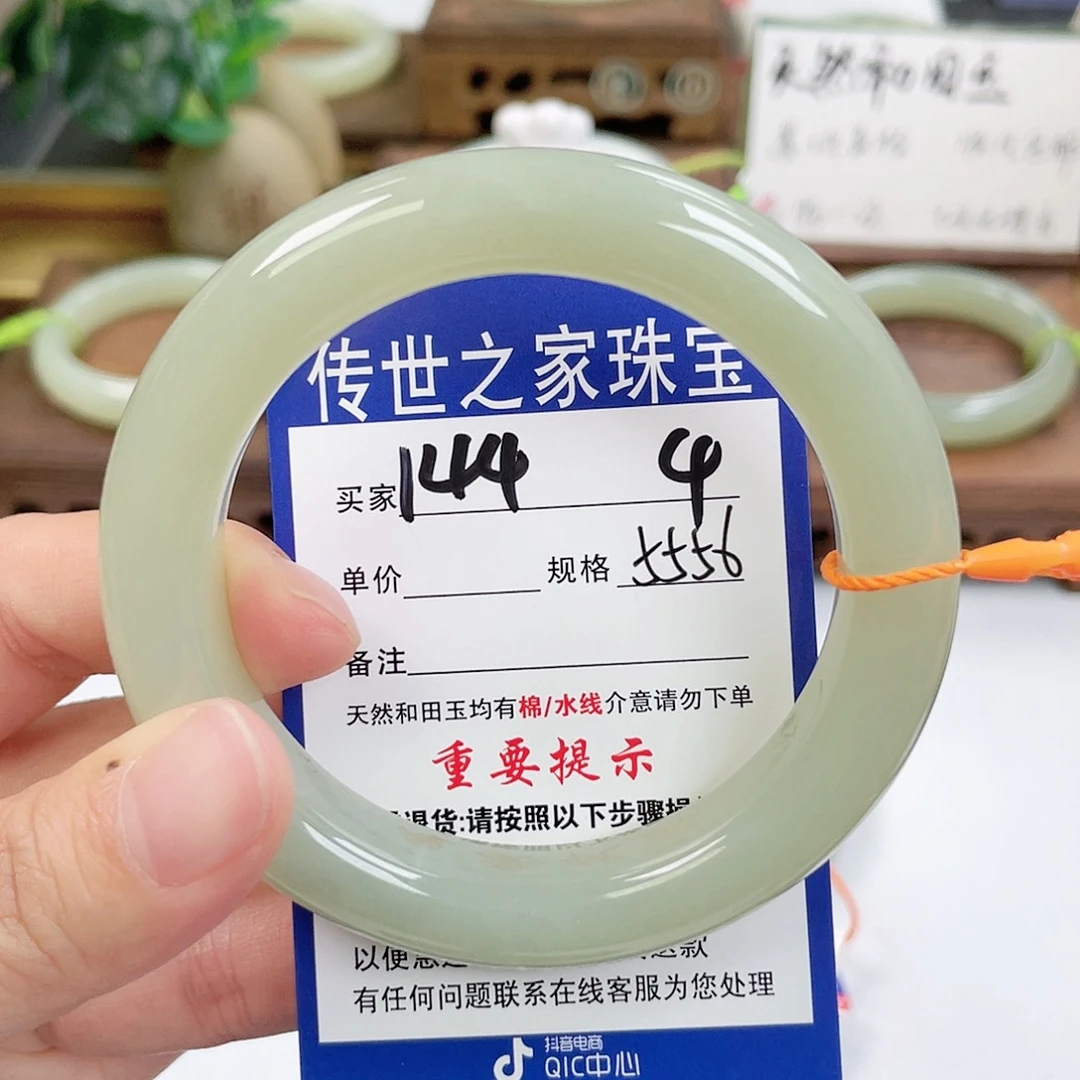 天然和田玉
传世之家珠宝
买家 144 4
单价 规格 5556
备注
天然和田玉均有棉/水线介意请勿下单
重要提示
退货:请按照以下步骤
以便
退款
有任何问题联系在线客服为您处理
抖音电商
QIC中心